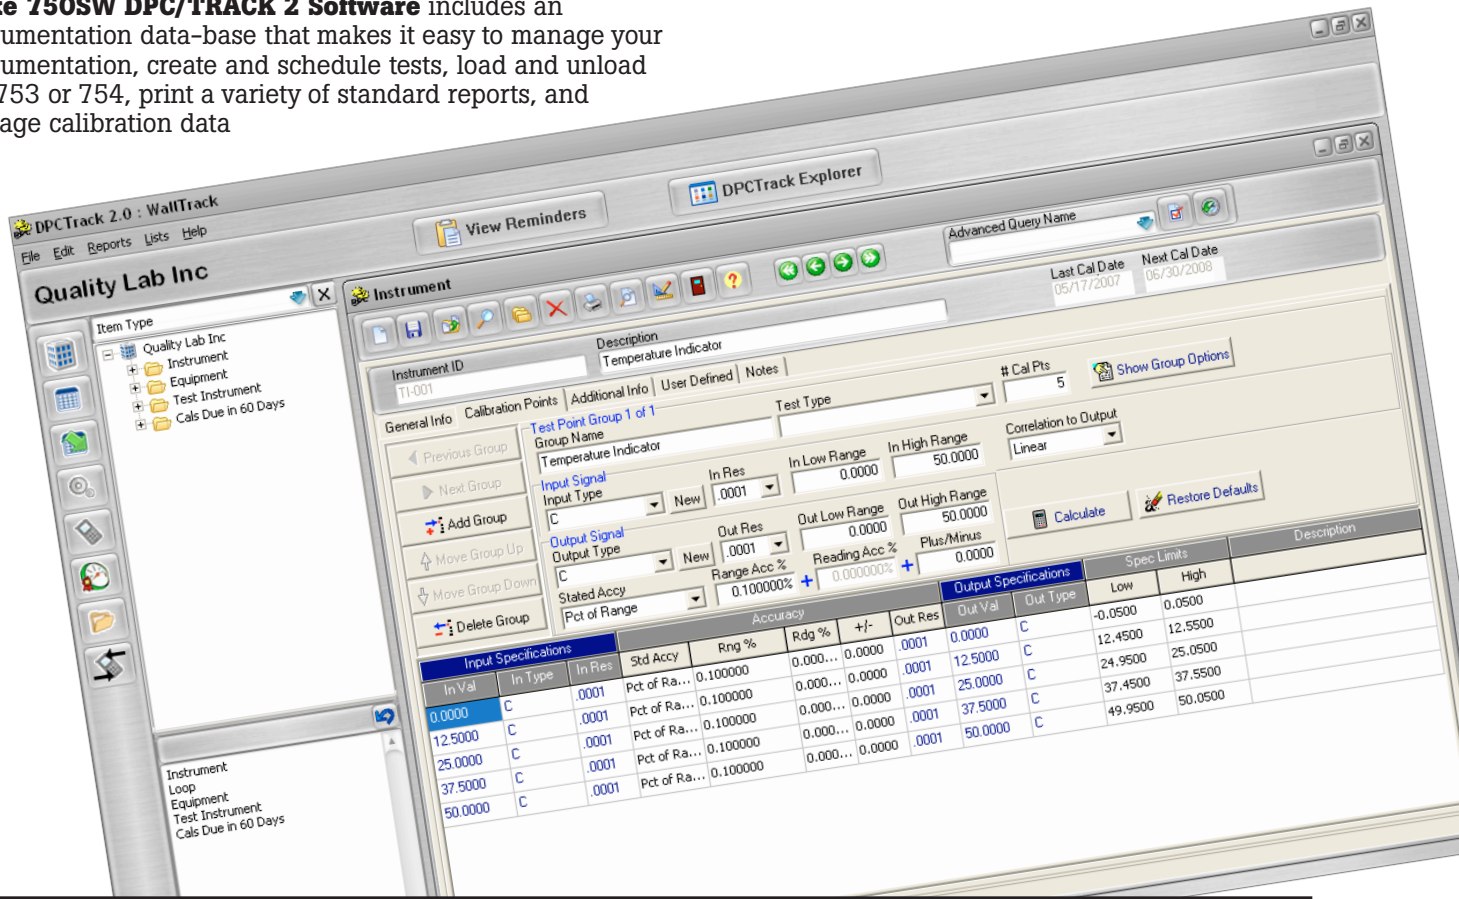 te 750SW DPC/TRACK 2 Software includes an
umentation data-base that makes it easy to manage your
umentation, create and schedule tests, load and unload
753 or 754, print a variety of standard reports, and
age calibration data
DPCTrack 2.0 : WallTrack
File Edit Reports Lists Help
View Reminders
DPCTrack Explorer
Quality Lab Inc
Item Type
Quality Lab Inc
Instrument
Equipment
Test Instrument
Cals Due in 60 Days
Instrument
Loop
Equipment
Test Instrument
Cals Due in 60 Days
Instrument
Advanced Query Name
Instrument ID
TI-001
Description
Temperature Indicator
Last Cal Date
05/17/2007
Next Cal Date
06/30/2008
General Info Calibration Points Additional Info User Defined Notes
Previous Group
Next Group
Add Group
Move Group Up
Move Group Down
Delete Group
Test Point Group 1 of 1
Group Name
Temperature Indicator
Test Type
# Cal Pts
5
Show Group Options
Input Signal
Input Type
C
New
In Res
.0001
In Low Range
0.0000
In High Range
50.0000
Correlation to Output
Linear
Output Signal
Output Type
C
New
Out Res
.0001
Out Low Range
0.0000
Out High Range
50.0000
Calculate
Restore Defaults
Stated Accy
Pct of Range
Range Acc %
0.100000%
+
Reading Acc %
0.000000%
+
Plus/Minus
0.0000
Input Specifications Accuracy Output Specifications Spec Limits Description
In Val In Type In Res Std Accy Rng % Rdg % +/- Out Res Out Val Out Type Low High
0.0000 C .0001 Pct of Ra... 0.100000 0.000... 0.0000 .0001 0.0000 C -0.0500 0.0500
12.5000 C .0001 Pct of Ra... 0.100000 0.000... 0.0000 .0001 12.5000 C 12.4500 12.5500
25.0000 C .0001 Pct of Ra... 0.100000 0.000... 0.0000 .0001 25.0000 C 24.9500 25.0500
37.5000 C .0001 Pct of Ra... 0.100000 0.000... 0.0000 .0001 37.5000 C 37.4500 37.5500
50.0000 C .0001 Pct of Ra... 0.100000 0.000... 0.0000 .0001 50.0000 C 49.9500 50.0500